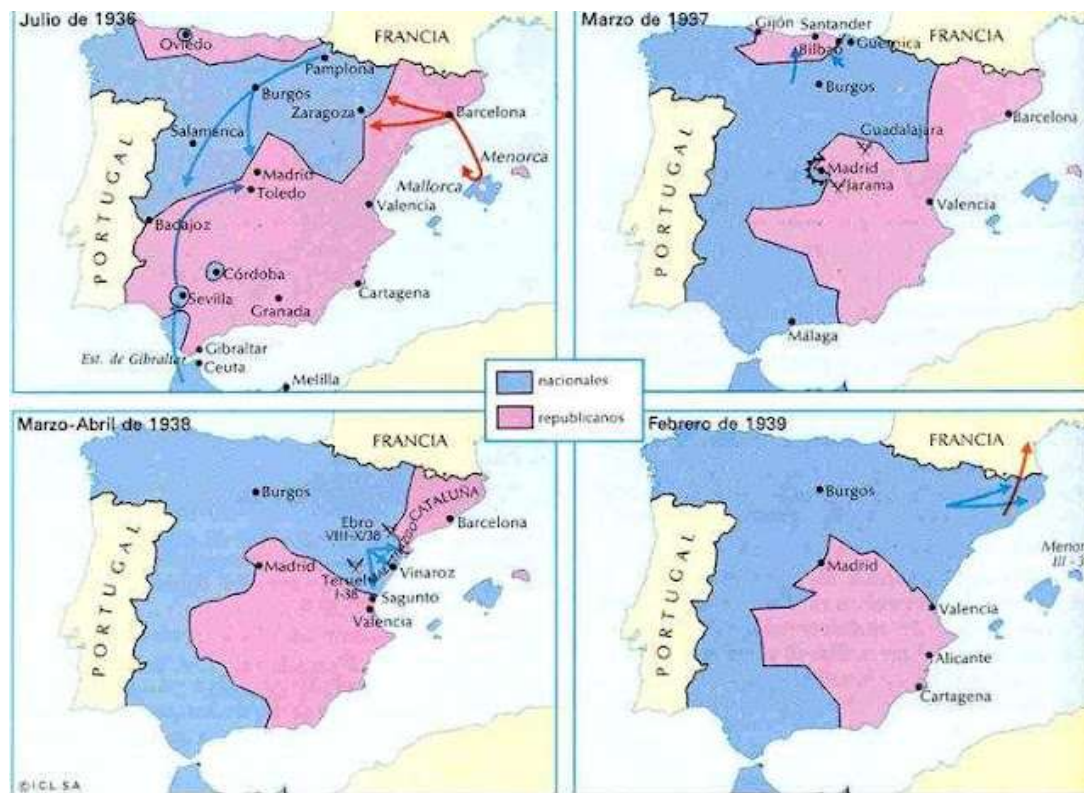 Julio de 1936
FRANCIA
Oviedo
Pamplona
Burgos
Zaragoza
Barcelona
Salamanca
Menorca
Madrid
Mallorca
Toledo
Valencia
Badajoz
PORTUGAL
Córdoba
Sevilla
Cartagena
Granada
Est. de Gibraltar
Gibraltar
Ceuta
Melilla
Marzo de 1937
Gijón
Santander
FRANCIA
Bilbao
Guernica
Burgos
Barcelona
Guadalajara
Madrid
Jarama
Valencia
PORTUGAL
Málaga
nacionales
republicanos
Marzo-Abril de 1938
FRANCIA
Burgos
CATALUÑA
Ebro
VIII-X/38
Barcelona
MAESTRAZGO
Madrid
Teruel
I-38
Vinaroz
Sagunto
Valencia
PORTUGAL
©ICL SA
Febrero de 1939
FRANCIA
Burgos
Menor
III-3
Madrid
Valencia
PORTUGAL
Alicante
Cartagena